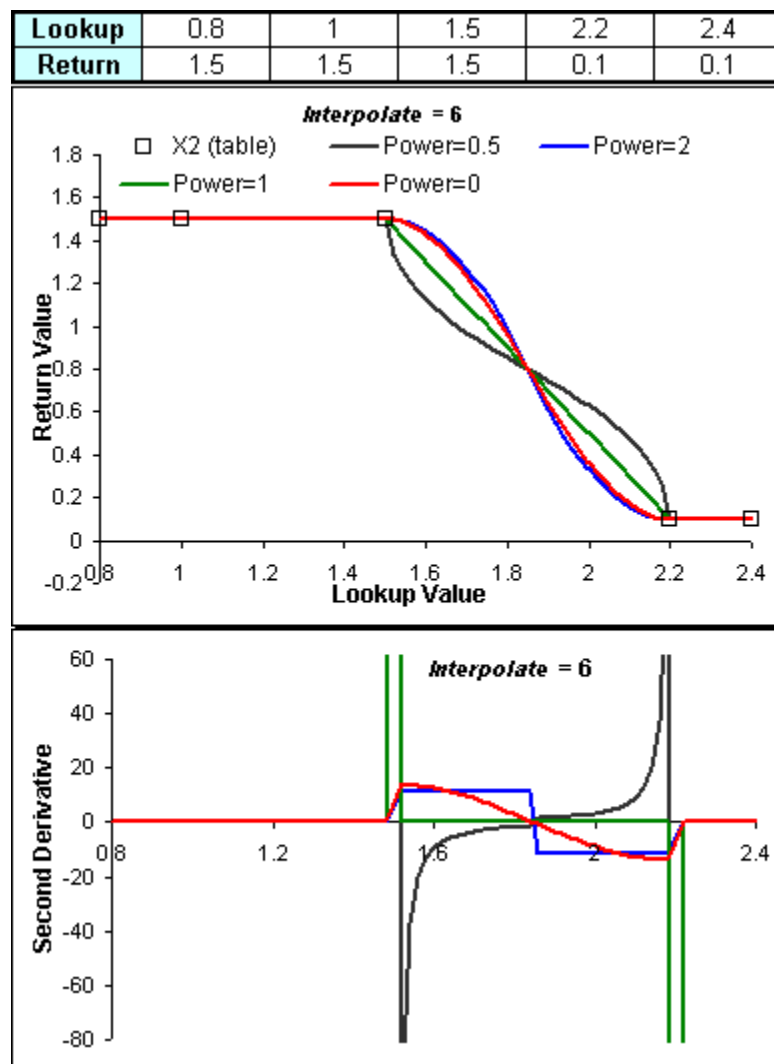 Lookup 0.8 1 1.5 2.2 2.4
Return 1.5 1.5 1.5 0.1 0.1
Interpolate = 6
X2 (table) Power=0.5 Power=2
Power=1 Power=0
1.8
1.6
1.4
1.2
1
0.8
0.6
0.4
0.2
0
-0.2
Return Value
0.8 1 1.2 1.4 1.6 1.8 2 2.2 2.4
Lookup Value
Interpolate = 6
60
40
20
0
-20
-40
-60
-80
Second Derivative
0.8 1.2 1.6 2 2.4